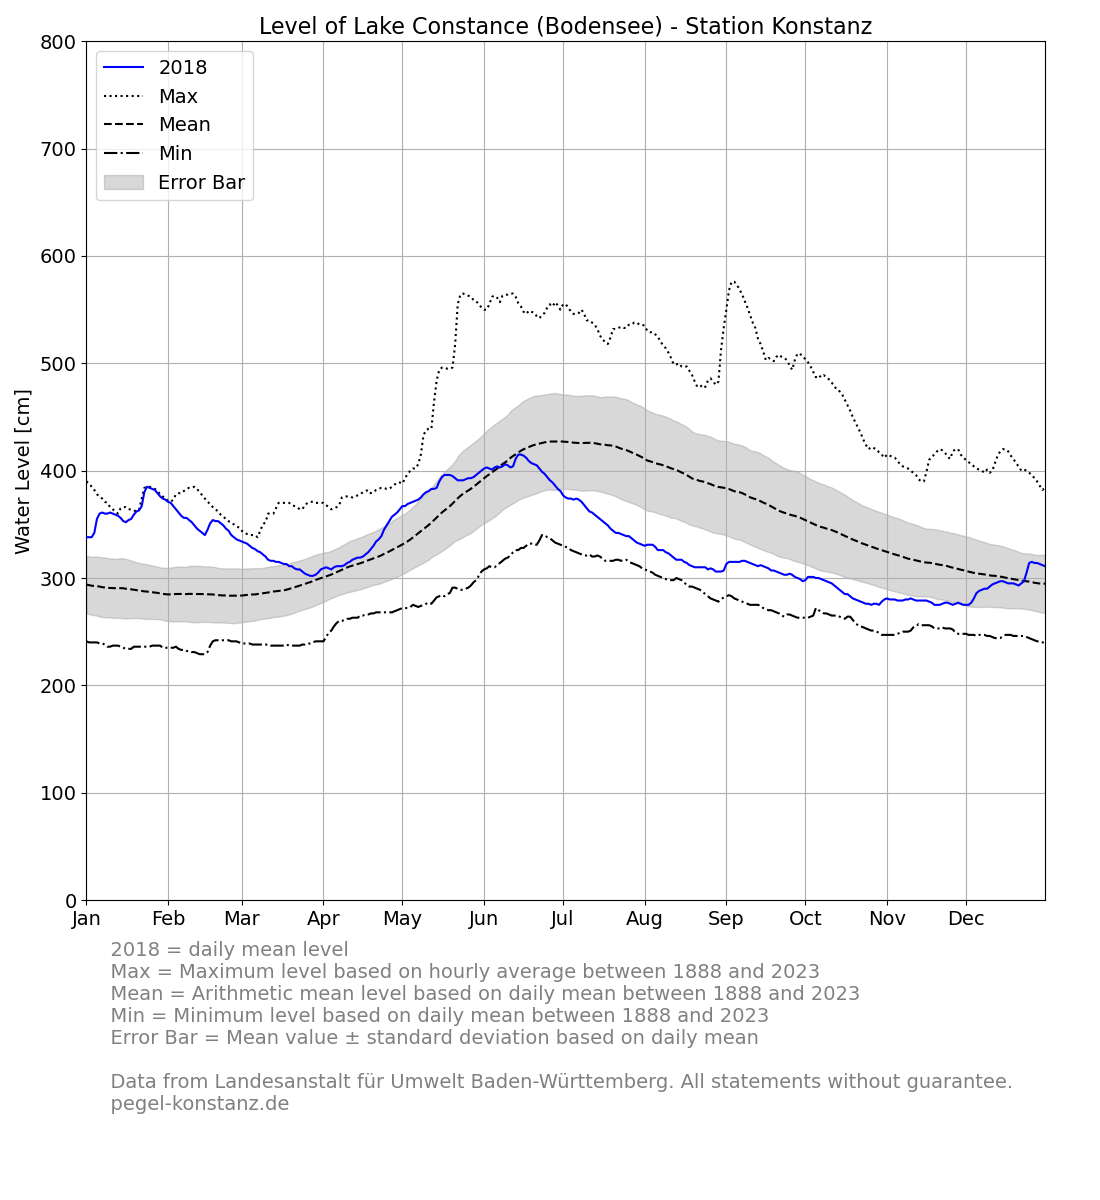 Level of Lake Constance (Bodensee) - Station Konstanz
800
700
600
500
400
300
200
100
0
Water Level [cm]
2018
Max
Mean
Min
Error Bar
Jan Feb Mar Apr May Jun Jul Aug Sep Oct Nov Dec
2018 = daily mean level
Max = Maximum level based on hourly average between 1888 and 2023
Mean = Arithmetic mean level based on daily mean between 1888 and 2023
Min = Minimum level based on daily mean between 1888 and 2023
Error Bar = Mean value ± standard deviation based on daily mean
Data from Landesanstalt für Umwelt Baden-Württemberg. All statements without guarantee.
pegel-konstanz.de